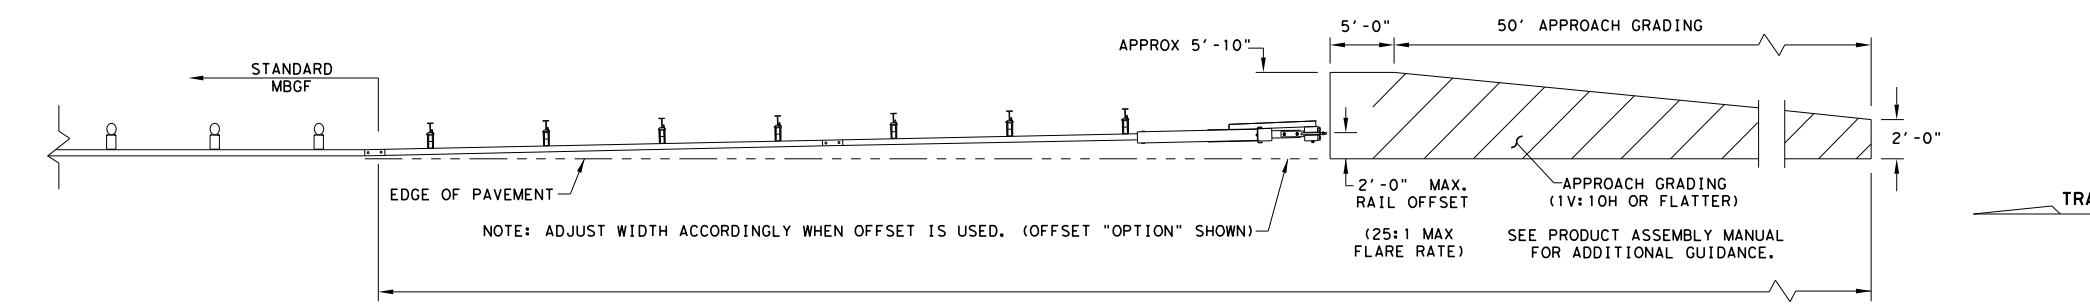 5'-0"
50' APPROACH GRADING
APPROX 5'-10"
STANDARD
MBGF
2'-0"
EDGE OF PAVEMENT
2'-0" MAX.
RAIL OFFSET
APPROACH GRADING
(1V:10H OR FLATTER)
NOTE: ADJUST WIDTH ACCORDINGLY WHEN OFFSET IS USED. (OFFSET "OPTION" SHOWN)
(25:1 MAX
FLARE RATE)
SEE PRODUCT ASSEMBLY MANUAL
FOR ADDITIONAL GUIDANCE.